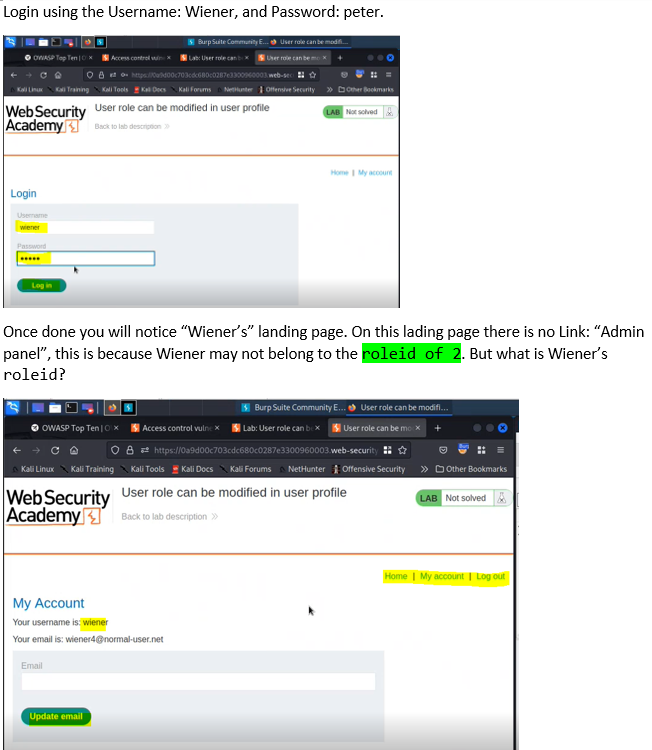 Login using the Username: Wiener, and Password: peter.
Burp Suite Community E... User role can be modifi...
OWASP Top Ten | O × Access control vulne × Lab: User role can b × User role can be mo × +
Kali Linux Kali Training Kali Tools Kali Docs Kali Forums NetHunter Offensive Security >> Other Bookmarks
Web Security
Academy
User role can be modified in user profile
Back to lab description
LAB Not solved
Home | My account
Login
Username
wiener
Password
•••••
Log in
Once done you will notice “Wiener’s” landing page. On this lading page there is no Link: “Admin
panel”, this is because Wiener may not belong to the roleid of 2. But what is Wiener’s
roleid?
Burp Suite Community E... User role can be modifi...
OWASP Top Ten | O × Access control vulne × Lab: User role can b × User role can be mo × +
https://0a9d00c703cdc680c0287e3300960003.web-security
Kali Linux Kali Training Kali Tools Kali Docs Kali Forums NetHunter Offensive Security >> Other Bookmarks
Web Security
Academy
User role can be modified in user profile
Back to lab description
LAB Not solved
Home | My account | Log out
My Account
Your username is: wiener
Your email is: wiener4@normal-user.net
Email
Update email